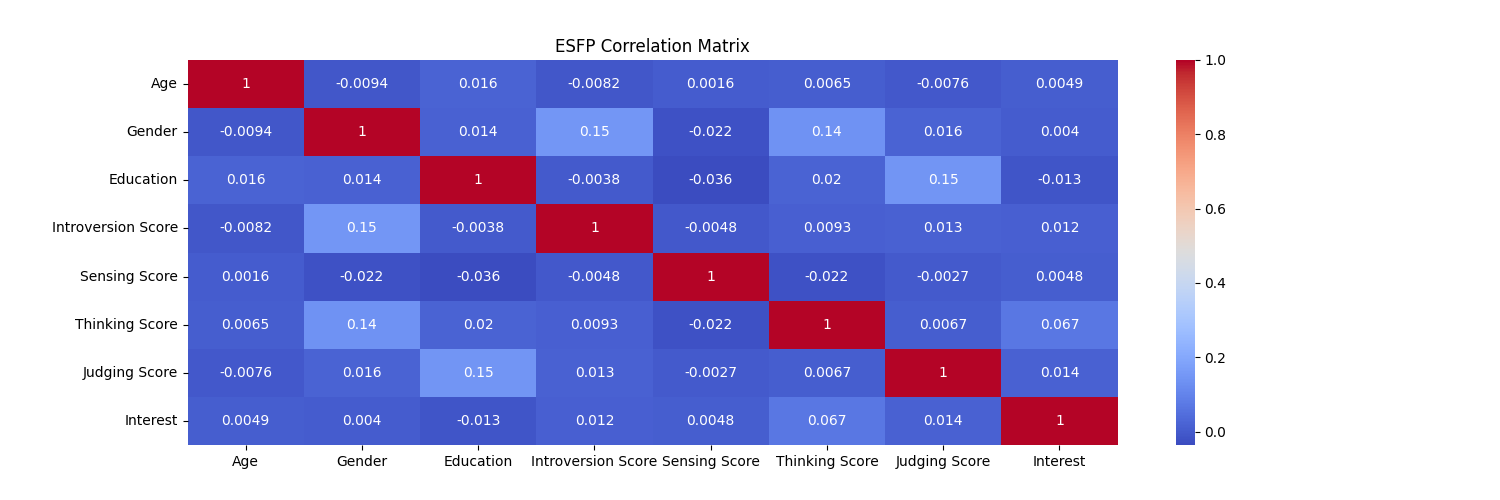 ESFP Correlation Matrix
Age 1 -0.0094 0.016 -0.0082 0.0016 0.0065 -0.0076 0.0049
Gender -0.0094 1 0.014 0.15 -0.022 0.14 0.016 0.004
Education 0.016 0.014 1 -0.0038 -0.036 0.02 0.15 -0.013
Introversion Score -0.0082 0.15 -0.0038 1 -0.0048 0.0093 0.013 0.012
Sensing Score 0.0016 -0.022 -0.036 -0.0048 1 -0.022 -0.0027 0.0048
Thinking Score 0.0065 0.14 0.02 0.0093 -0.022 1 0.0067 0.067
Judging Score -0.0076 0.016 0.15 0.013 -0.0027 0.0067 1 0.014
Interest 0.0049 0.004 -0.013 0.012 0.0048 0.067 0.014 1
Age Gender Education Introversion Score Sensing Score Thinking Score Judging Score Interest
1.0
0.8
0.6
0.4
0.2
0.0